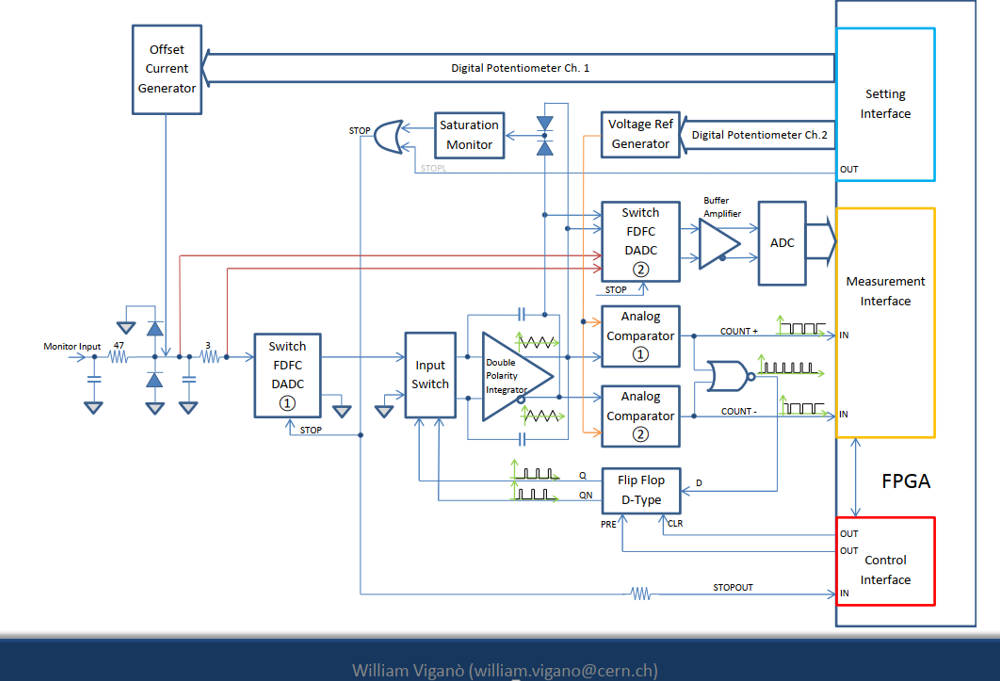 Offset
Current
Generator
Digital Potentiometer Ch. 1
Setting
Interface
OUT
STOP
Saturation
Monitor
STOPL
Voltage Ref
Generator
Digital Potentiometer Ch.2
Switch
FDFC
DADC
2
STOP
Buffer
Amplifier
ADC
Measurement
Interface
IN
IN
Monitor Input
47
3
Switch
FDFC
DADC
1
STOP
Input
Switch
Double
Polarity
Integrator
Analog
Comparator
1
COUNT +
Analog
Comparator
2
COUNT -
Flip Flop
D-Type
Q
QN
D
PRE
CLR
FPGA
OUT
OUT
IN
Control
Interface
STOPOUT
William Viganò (william.vigano@cern.ch)